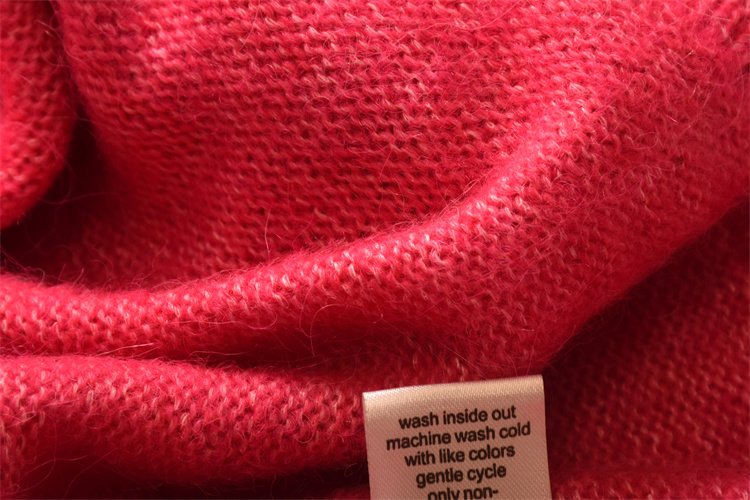 wash inside out
machine wash cold
with like colors
gentle cycle
only non-